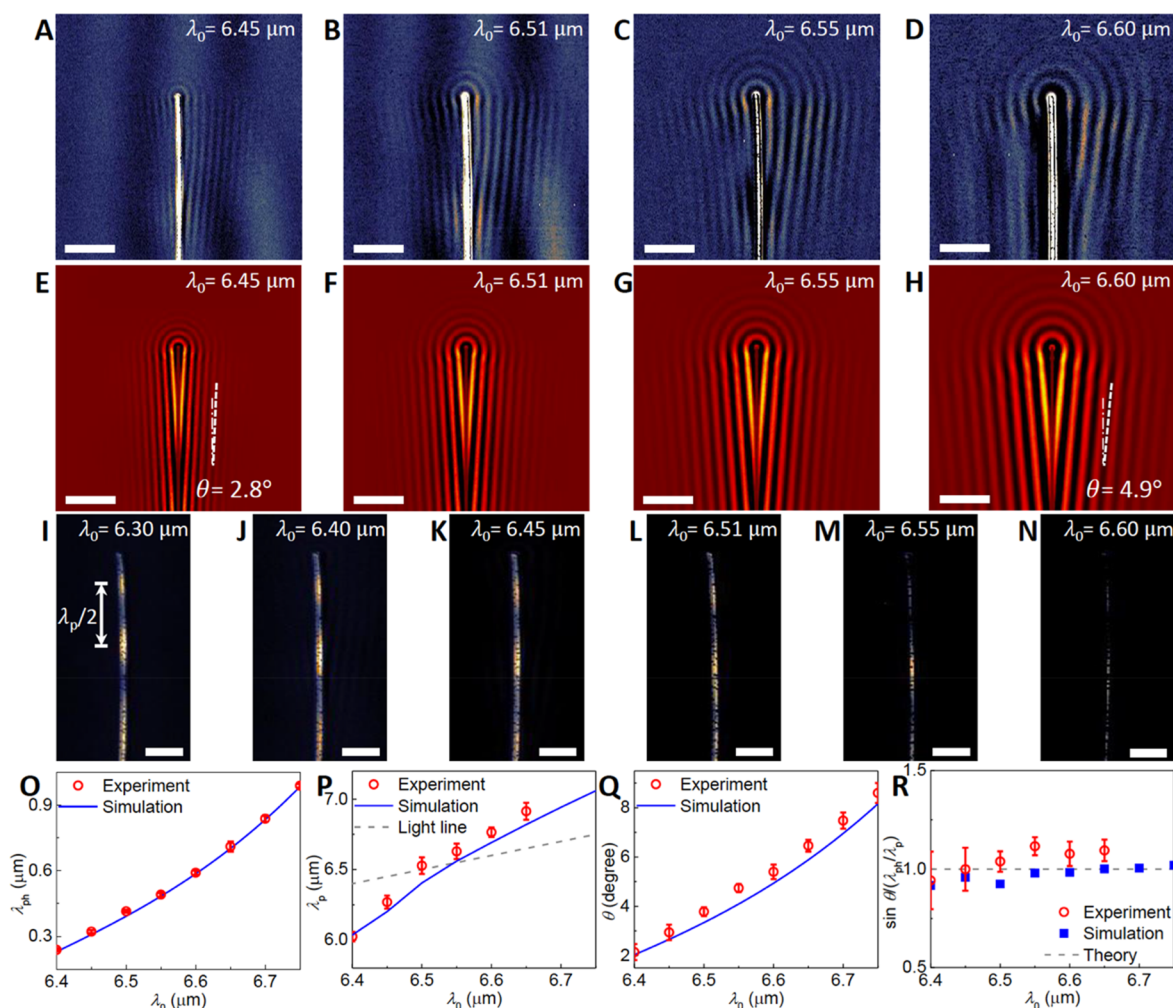 A λ₀= 6.45 μm
B λ₀= 6.51 μm
C λ₀= 6.55 μm
D λ₀= 6.60 μm
E λ₀= 6.45 μm
θ= 2.8°
F λ₀= 6.51 μm
G λ₀= 6.55 μm
H λ₀= 6.60 μm
θ= 4.9°
I λ₀= 6.30 μm
λp/2
J λ₀= 6.40 μm
K λ₀= 6.45 μm
L λ₀= 6.51 μm
M λ₀= 6.55 μm
N λ₀= 6.60 μm
O
Experiment
Simulation
0.9
0.6
0.3
λph (μm)
6.4 6.5 6.6 6.7
λ₀ (μm)
P
Experiment
Simulation
Light line
7.0
6.5
6.0
λp (μm)
6.4 6.5 6.6 6.7
λ₀ (μm)
Q
Experiment
Simulation
8
6
4
2
θ (degree)
6.4 6.5 6.6 6.7
λ₀ (μm)
R
1.5
1.0
0.5
sin θ/(λph/λp)
Experiment
Simulation
Theory
6.4 6.5 6.6 6.7
λ₀ (μm)